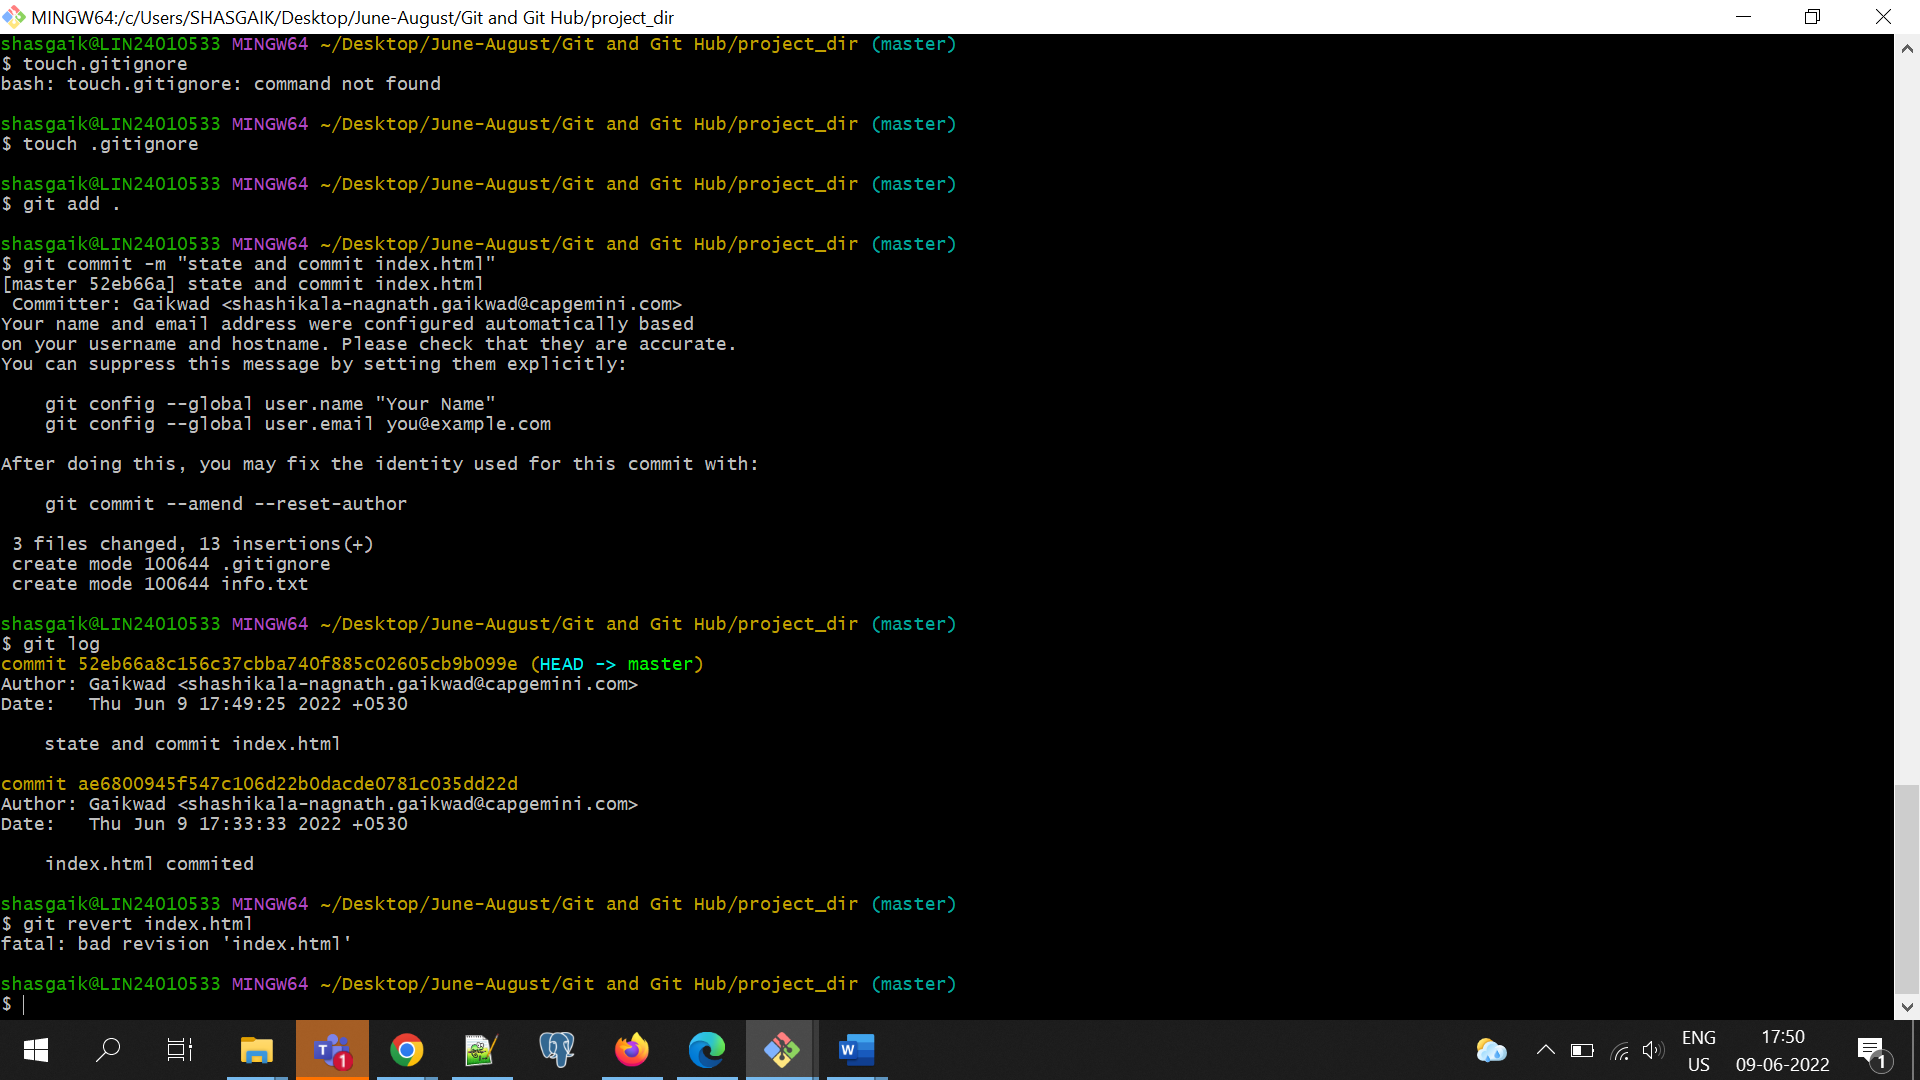 MINGW64:/c/Users/SHASGAIK/Desktop/June-August/Git and Git Hub/project_dir
shasgaik@LIN24010533 MINGW64 ~/Desktop/June-August/Git and Git Hub/project_dir (master)
$ touch.gitignore
bash: touch.gitignore: command not found
shasgaik@LIN24010533 MINGW64 ~/Desktop/June-August/Git and Git Hub/project_dir (master)
$ touch .gitignore
shasgaik@LIN24010533 MINGW64 ~/Desktop/June-August/Git and Git Hub/project_dir (master)
$ git add .
shasgaik@LIN24010533 MINGW64 ~/Desktop/June-August/Git and Git Hub/project_dir (master)
$ git commit -m "state and commit index.html"
[master 52eb66a] state and commit index.html
 Committer: Gaikwad <shashikala-nagnath.gaikwad@capgemini.com>
Your name and email address were configured automatically based
on your username and hostname. Please check that they are accurate.
You can suppress this message by setting them explicitly:
    git config --global user.name "Your Name"
    git config --global user.email you@example.com
After doing this, you may fix the identity used for this commit with:
    git commit --amend --reset-author
 3 files changed, 13 insertions(+)
 create mode 100644 .gitignore
 create mode 100644 info.txt
shasgaik@LIN24010533 MINGW64 ~/Desktop/June-August/Git and Git Hub/project_dir (master)
$ git log
commit 52eb66a8c156c37cbba740f885c02605cb9b099e (HEAD -> master)
Author: Gaikwad <shashikala-nagnath.gaikwad@capgemini.com>
Date:   Thu Jun 9 17:49:25 2022 +0530
    state and commit index.html
commit ae6800945f547c106d22b0dacde0781c035dd22d
Author: Gaikwad <shashikala-nagnath.gaikwad@capgemini.com>
Date:   Thu Jun 9 17:33:33 2022 +0530
    index.html commited
shasgaik@LIN24010533 MINGW64 ~/Desktop/June-August/Git and Git Hub/project_dir (master)
$ git revert index.html
fatal: bad revision 'index.html'
shasgaik@LIN24010533 MINGW64 ~/Desktop/June-August/Git and Git Hub/project_dir (master)
$
T 1
W
ENG
US
17:50
09-06-2022
1